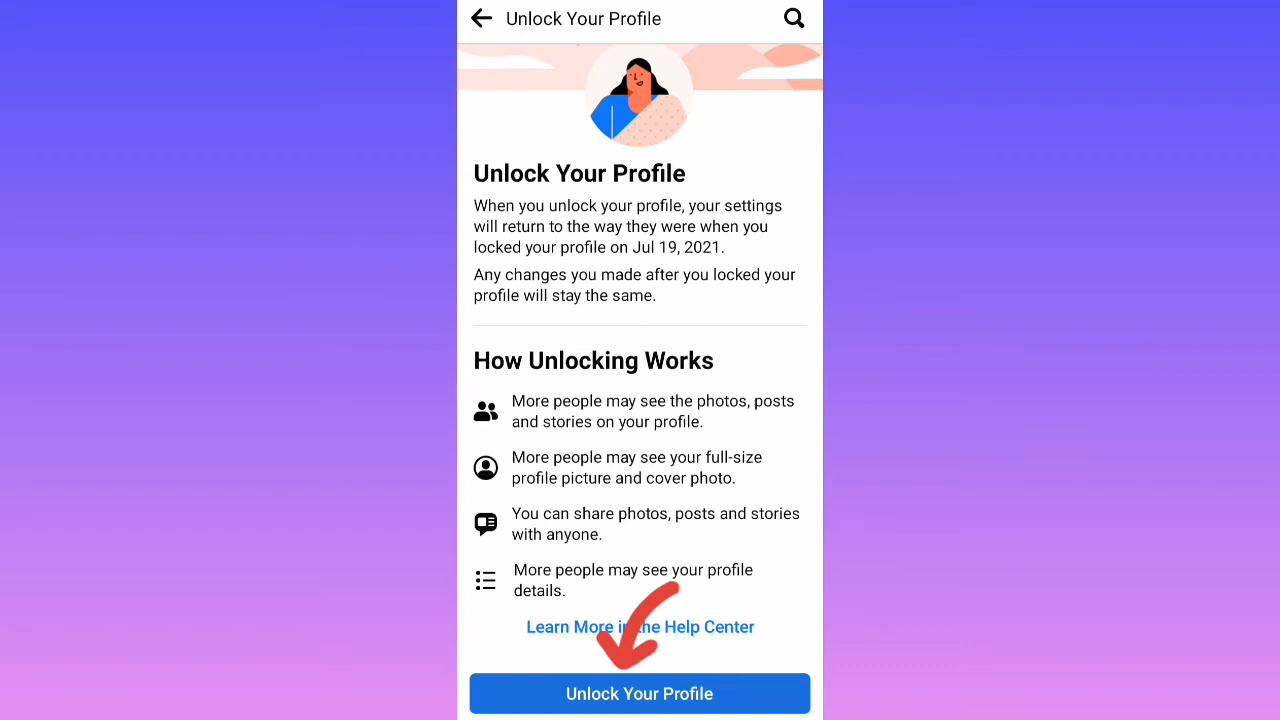 Unlock Your Profile
Unlock Your Profile
When you unlock your profile, your settings
will return to the way they were when you
locked your profile on Jul 19, 2021.
Any changes you made after you locked your
profile will stay the same.
How Unlocking Works
More people may see the photos, posts
and stories on your profile.
More people may see your full-size
profile picture and cover photo.
You can share photos, posts and stories
with anyone.
More people may see your profile
details.
Learn More in the Help Center
Unlock Your Profile